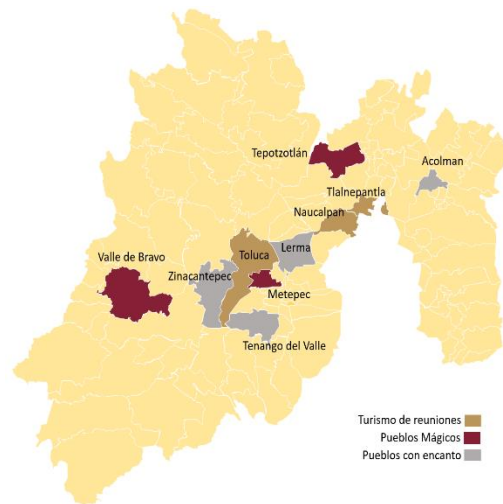 Tepotzotlán
Acolman
Tlalnepantla
Naucalpan
Lerma
Toluca
Valle de Bravo
Zinacantepec
Metepec
Tenango del Valle
Turismo de reuniones
Pueblos Mágicos
Pueblos con encanto